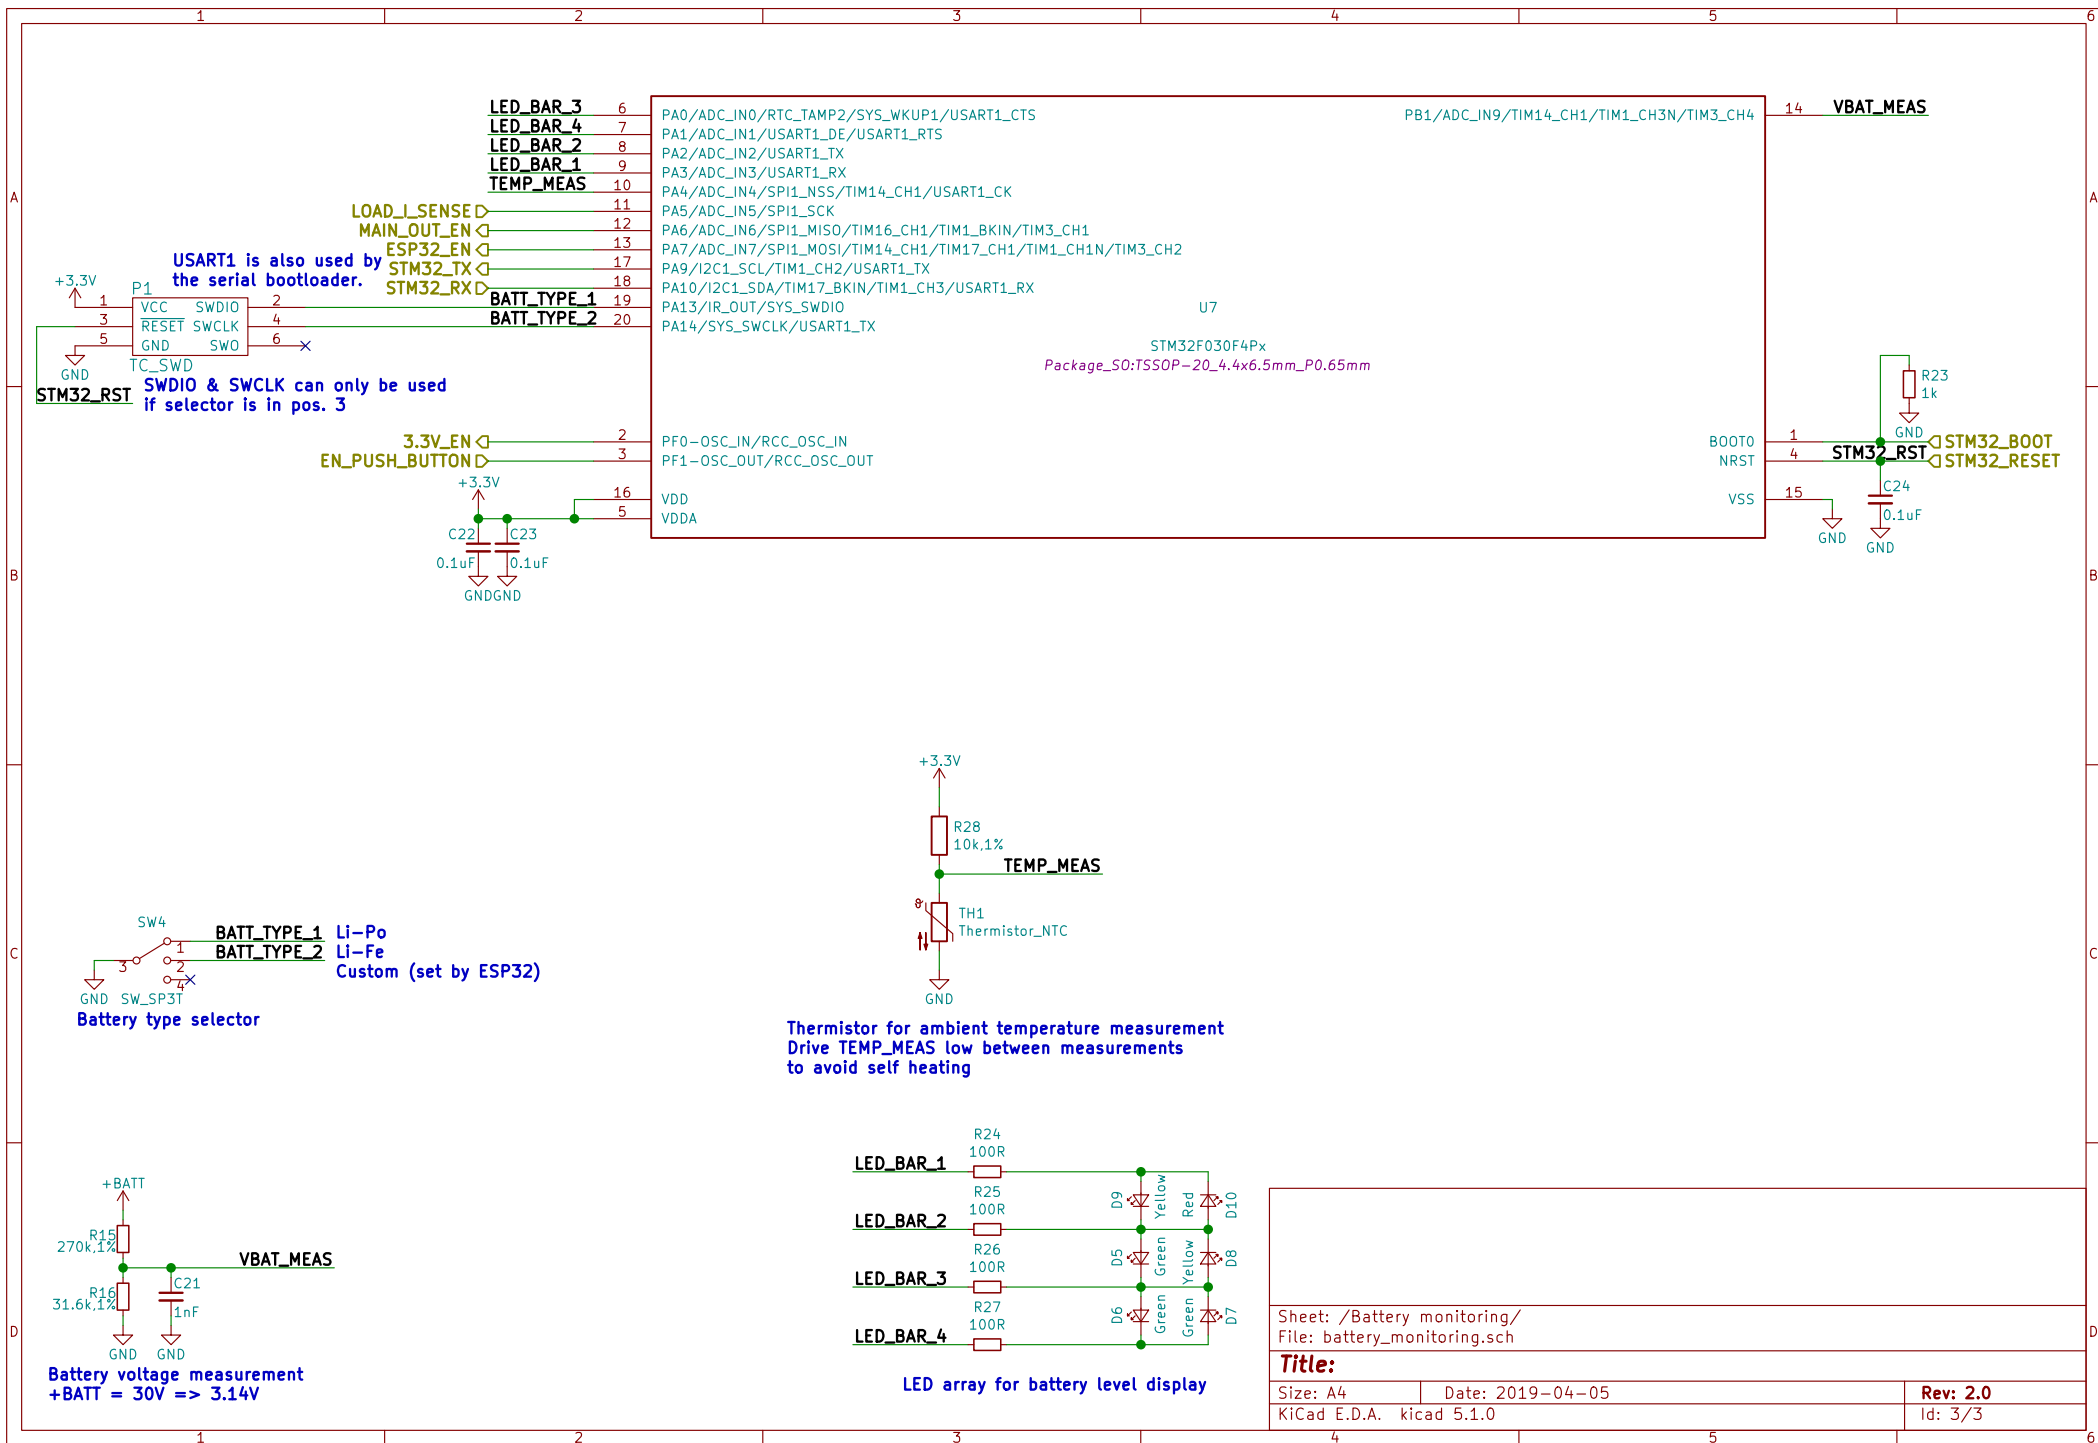 1 2 3 4 5 6
A
B
C
D
LED_BAR_3 6 PA0/ADC_IN0/RTC_TAMP2/SYS_WKUP1/USART1_CTS
LED_BAR_4 7 PA1/ADC_IN1/USART1_DE/USART1_RTS
LED_BAR_2 8 PA2/ADC_IN2/USART1_TX
LED_BAR_1 9 PA3/ADC_IN3/USART1_RX
TEMP_MEAS 10 PA4/ADC_IN4/SPI1_NSS/TIM14_CH1/USART1_CK
LOAD_I_SENSE 11 PA5/ADC_IN5/SPI1_SCK
MAIN_OUT_EN 12 PA6/ADC_IN6/SPI1_MISO/TIM16_CH1/TIM1_BKIN/TIM3_CH1
ESP32_EN 13 PA7/ADC_IN7/SPI1_MOSI/TIM14_CH1/TIM17_CH1/TIM1_CH1N/TIM3_CH2
STM32_TX 17 PA9/I2C1_SCL/TIM1_CH2/USART1_TX
STM32_RX 18 PA10/I2C1_SDA/TIM17_BKIN/TIM1_CH3/USART1_RX
BATT_TYPE_1 19 PA13/IR_OUT/SYS_SWDIO
BATT_TYPE_2 20 PA14/SYS_SWCLK/USART1_TX
PB1/ADC_IN9/TIM14_CH1/TIM1_CH3N/TIM3_CH4 14 VBAT_MEAS
U7
STM32F030F4Px
Package_SO:TSSOP-20_4.4x6.5mm_P0.65mm
USART1 is also used by
the serial bootloader.
+3.3V
P1
1 VCC SWDIO 2
3 RESET SWCLK 4
5 GND SWO 6
GND
TC_SWD
STM32_RST
SWDIO & SWCLK can only be used
if selector is in pos. 3
3.3V_EN 2 PF0-OSC_IN/RCC_OSC_IN
EN_PUSH_BUTTON 3 PF1-OSC_OUT/RCC_OSC_OUT
16 VDD
5 VDDA
+3.3V
C22
0.1uF
C23
0.1uF
GND
GND
R23
1k
GND
BOOT0 1 STM32_BOOT
NRST 4 STM32_RST STM32_RESET
VSS 15
GND
C24
0.1uF
GND
+3.3V
R28
10k,1%
TEMP_MEAS
TH1
Thermistor_NTC
GND
Thermistor for ambient temperature measurement
Drive TEMP_MEAS low between measurements
to avoid self heating
SW4
BATT_TYPE_1 1 Li-Po
BATT_TYPE_2 2 Li-Fe
3
4
Custom (set by ESP32)
GND
SW_SP3T
Battery type selector
+BATT
R15
270k,1%
VBAT_MEAS
R16
31.6k,1%
C21
1nF
GND
GND
Battery voltage measurement
+BATT = 30V => 3.14V
R24
100R
LED_BAR_1
D9 Yellow Red D10
R25
100R
LED_BAR_2
D5 Green Yellow D8
R26
100R
LED_BAR_3
D6 Green Green D7
R27
100R
LED_BAR_4
LED array for battery level display
Sheet: /Battery monitoring/
File: battery_monitoring.sch
Title:
Size: A4 Date: 2019-04-05 Rev: 2.0
KiCad E.D.A. kicad 5.1.0 Id: 3/3
A
B
C
D
1 2 3 4 5 6